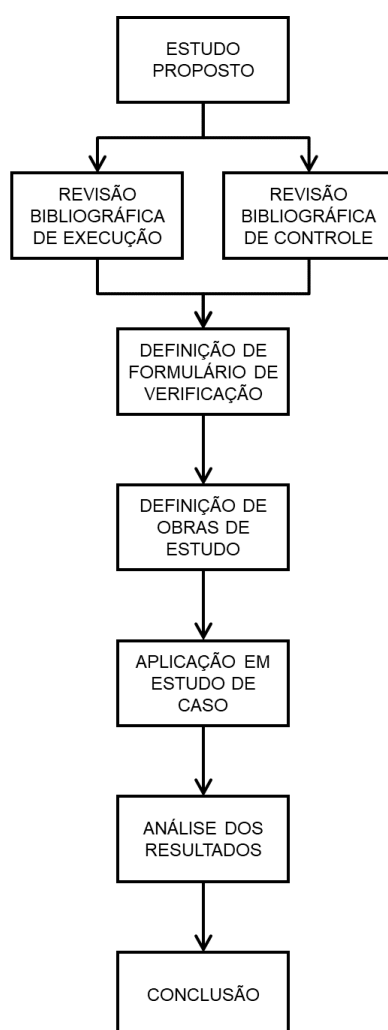 ESTUDO
PROPOSTO
REVISÃO
BIBLIOGRÁFICA
DE EXECUÇÃO
REVISÃO
BIBLIOGRÁFICA
DE CONTROLE
DEFINIÇÃO DE
FORMULÁRIO DE
VERIFICAÇÃO
DEFINIÇÃO DE
OBRAS DE
ESTUDO
APLICAÇÃO EM
ESTUDO DE
CASO
ANÁLISE DOS
RESULTADOS
CONCLUSÃO